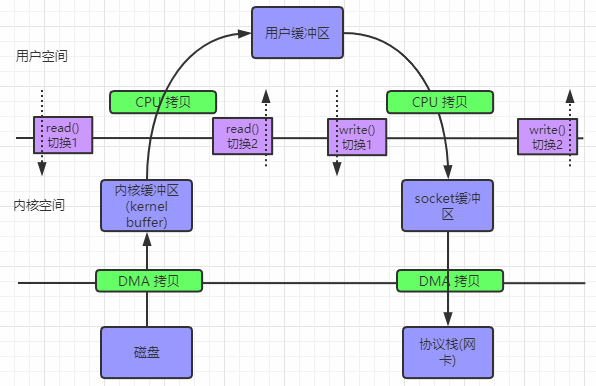 用户缓冲区
用户空间
CPU 拷贝
CPU 拷贝
read()
切换1
read()
切换2
write()
切换1
write()
切换2
内核空间
内核缓冲区
(kernel
buffer)
socket缓冲
区
DMA 拷贝
DMA 拷贝
磁盘
协议栈(网
卡)